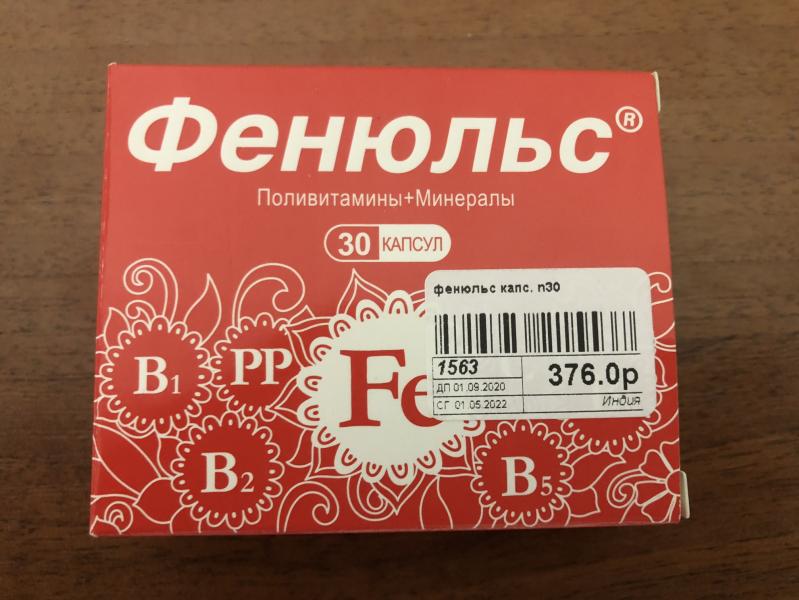 Фенюльс®
Поливитамины+Минералы
30 КАПСУЛ
фенюльс капс. n30
1563
376.0р
ДП 01.09.2020
СГ 01.05.2022
Индия
B1
PP
Fe
B2
B5